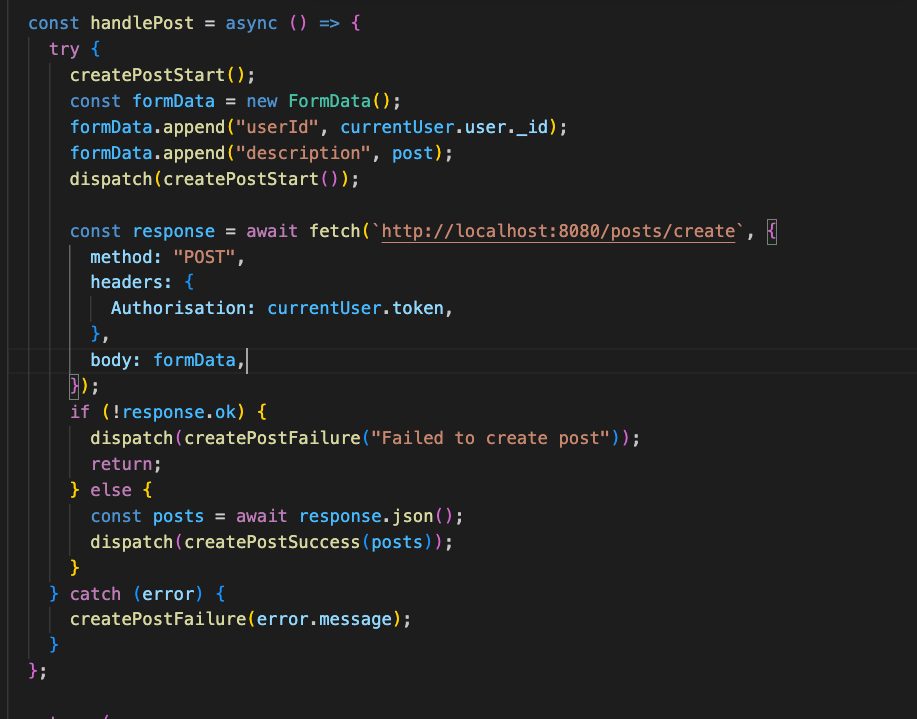 const handlePost = async () => {
try {
createPostStart();
const formData = new FormData();
formData.append("userId", currentUser.user._id);
formData.append("description", post);
dispatch(createPostStart());
const response = await fetch(`http://localhost:8080/posts/create`, {
method: "POST",
headers: {
Authorisation: currentUser.token,
},
body: formData,
});
if (!response.ok) {
dispatch(createPostFailure("Failed to create post"));
return;
} else {
const posts = await response.json();
dispatch(createPostSuccess(posts));
}
} catch (error) {
createPostFailure(error.message);
}
};